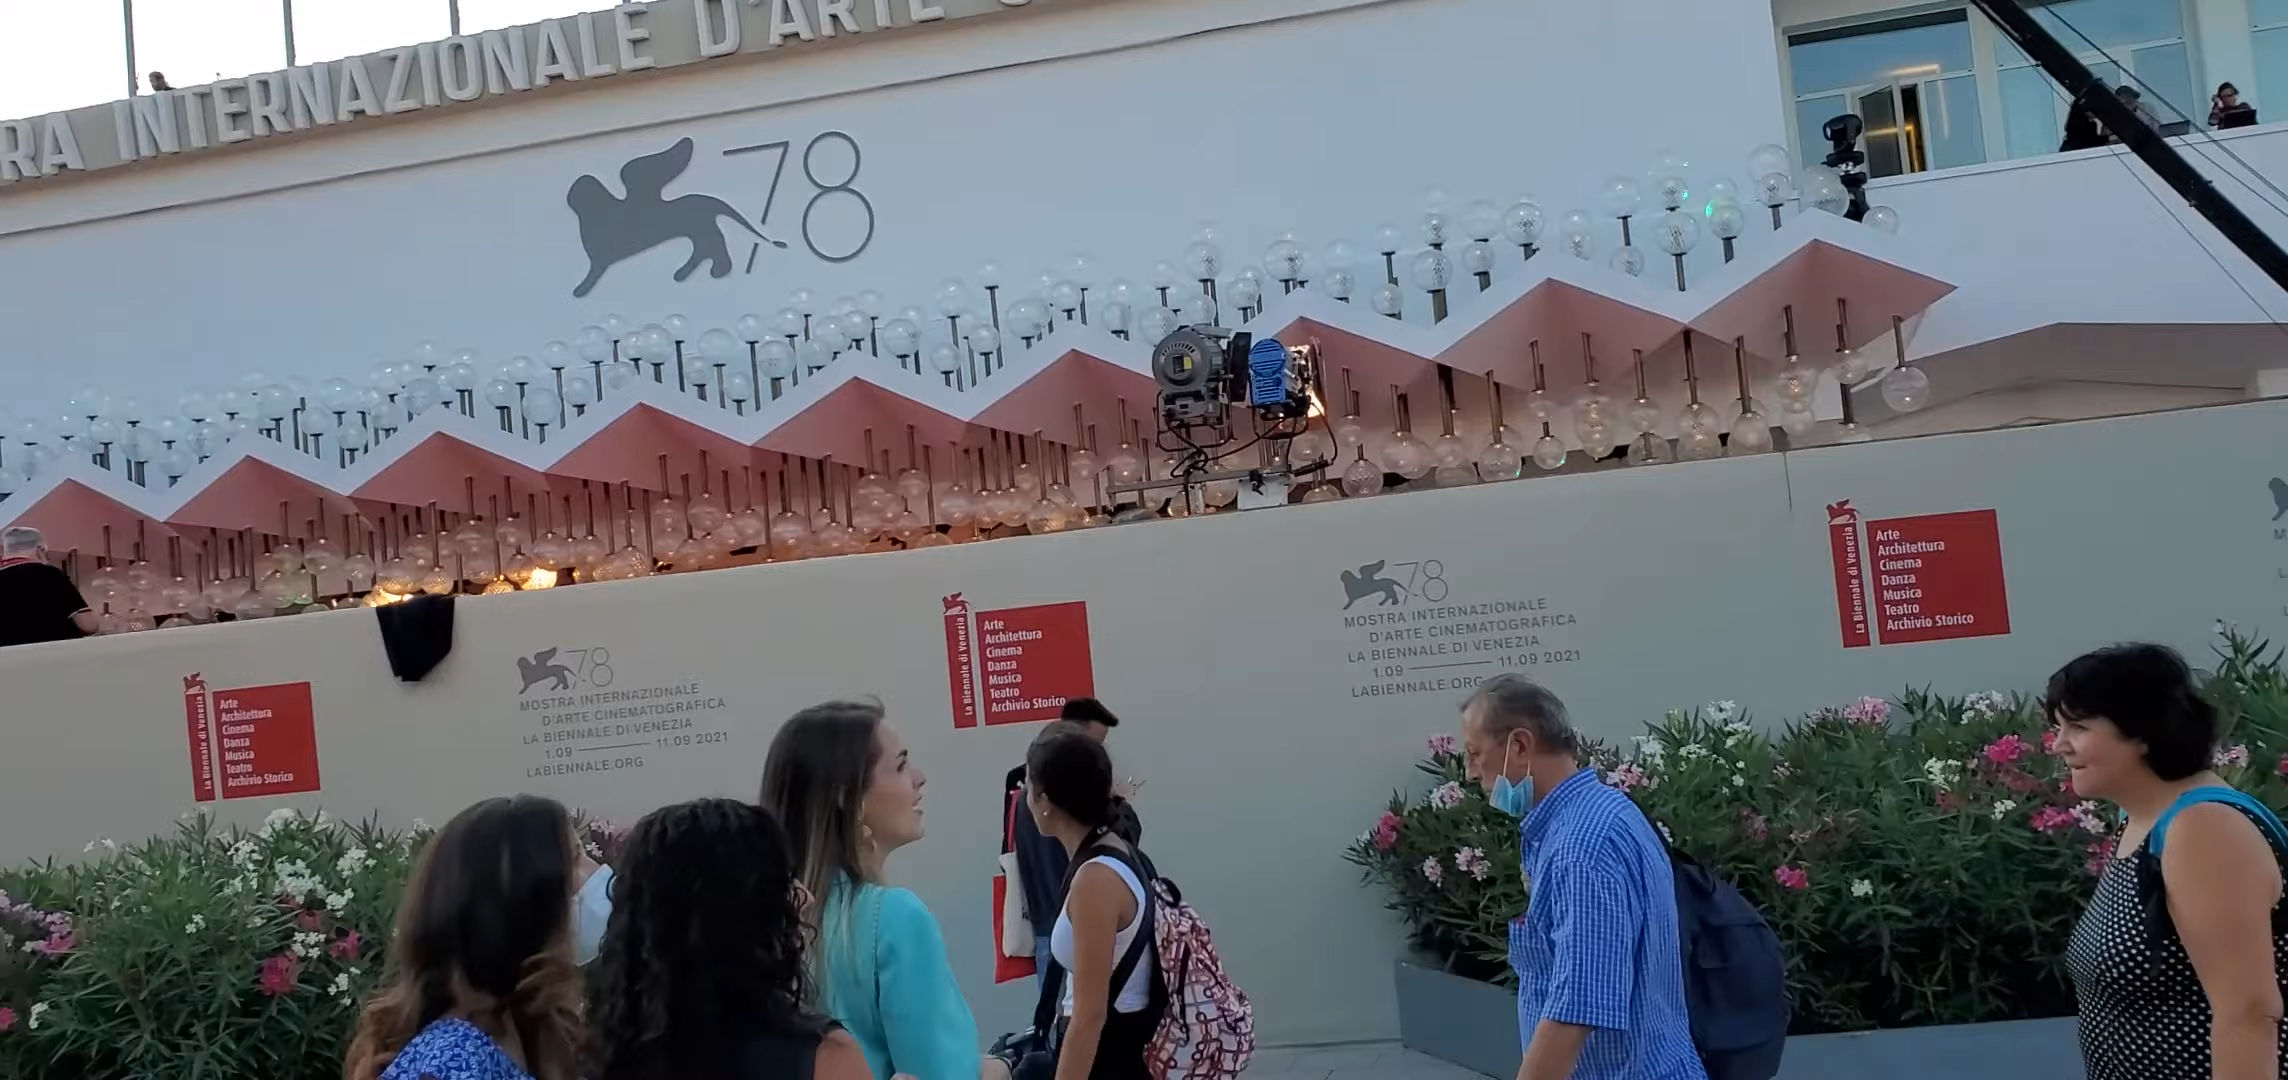 RA INTERNAZIONALE D'ARTE
78
La Biennale di Venezia
Arte
Architettura
Cinema
Danza
Musica
Teatro
Archivio Storico
78
MOSTRA INTERNAZIONALE
D'ARTE CINEMATOGRAFICA
LA BIENNALE DI VENEZIA
1.09 — 11.09 2021
LABIENNALE.ORG
La Biennale di Venezia
Arte
Architettura
Cinema
Danza
Musica
Teatro
Archivio Storico
78
MOSTRA INTERNAZIONALE
D'ARTE CINEMATOGRAFICA
LA BIENNALE DI VENEZIA
1.09 — 11.09 2021
LABIENNALE.ORG
La Biennale di Venezia
Arte
Architettura
Cinema
Danza
Musica
Teatro
Archivio Storico